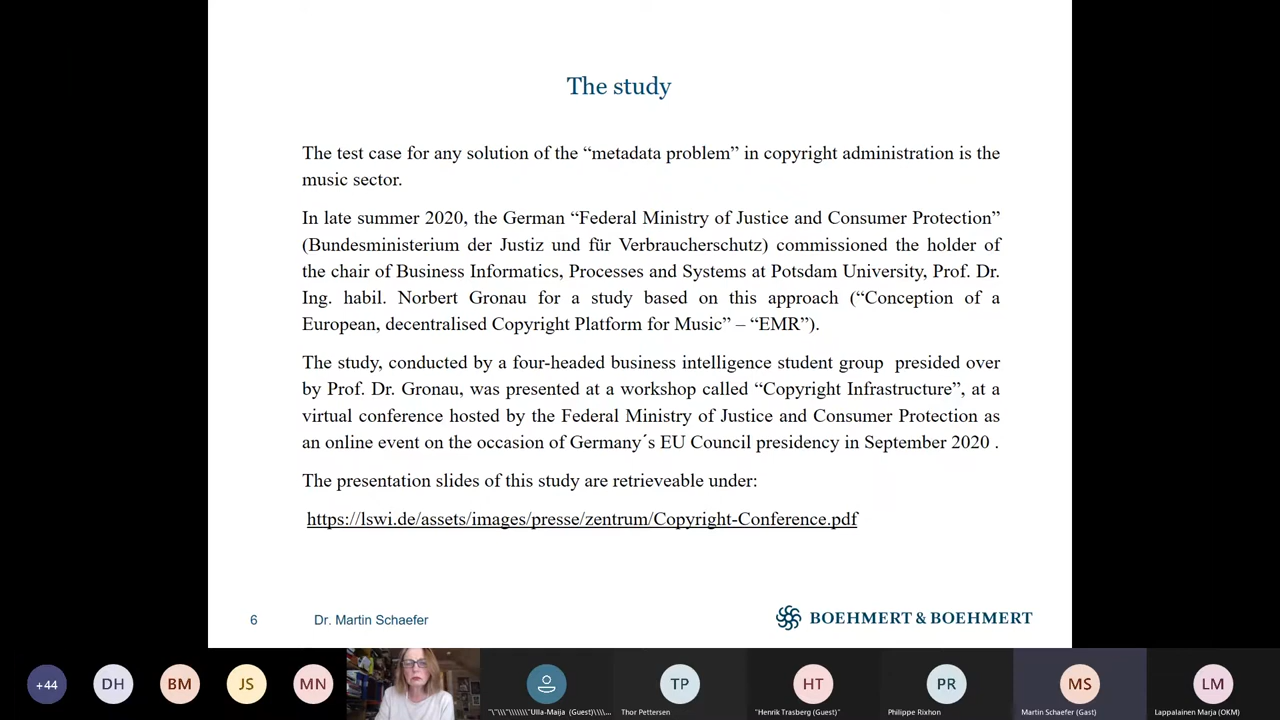 The study
The test case for any solution of the “metadata problem” in copyright administration is the
music sector.
In late summer 2020, the German “Federal Ministry of Justice and Consumer Protection”
(Bundesministerium der Justiz und für Verbraucherschutz) commissioned the holder of
the chair of Business Informatics, Processes and Systems at Potsdam University, Prof. Dr.
Ing. habil. Norbert Gronau for a study based on this approach (“Conception of a
European, decentralised Copyright Platform for Music” – “EMR”).
The study, conducted by a four-headed business intelligence student group presided over
by Prof. Dr. Gronau, was presented at a workshop called “Copyright Infrastructure”, at a
virtual conference hosted by the Federal Ministry of Justice and Consumer Protection as
an online event on the occasion of Germany´s EU Council presidency in September 2020 .
The presentation slides of this study are retrieveable under:
https://lswi.de/assets/images/presse/zentrum/Copyright-Conference.pdf
6 Dr. Martin Schaefer BOEHMERT & BOEHMERT
+44 DH BM JS MN TP HT PR MS LM
"\"\\\"\\\\\\\"Ulla-Maija (Guest)\\\\... Thor Pettersen "Henrik Trasberg (Guest)" Philippe Rixhon Martin Schaefer (Gast) Lappalainen Marja (OKM)